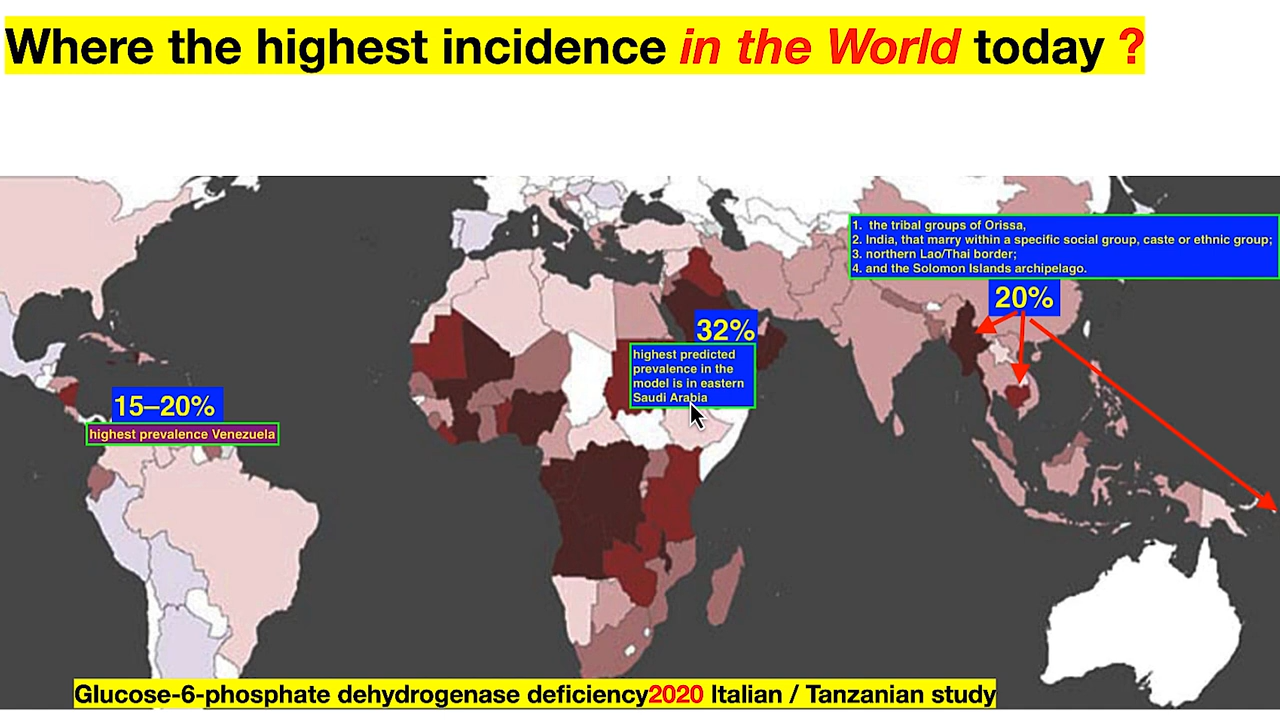 Where the highest incidence in the World today ?
1. the tribal groups of Orissa,
2. India, that marry within a specific social group, caste or ethnic group;
3. northern Lao/Thai border;
4. and the Solomon Islands archipelago.
20%
32%
highest predicted
prevalence in the
model is in eastern
Saudi Arabia
15–20%
highest prevalence Venezuela
Glucose-6-phosphate dehydrogenase deficiency2020 Italian / Tanzanian study